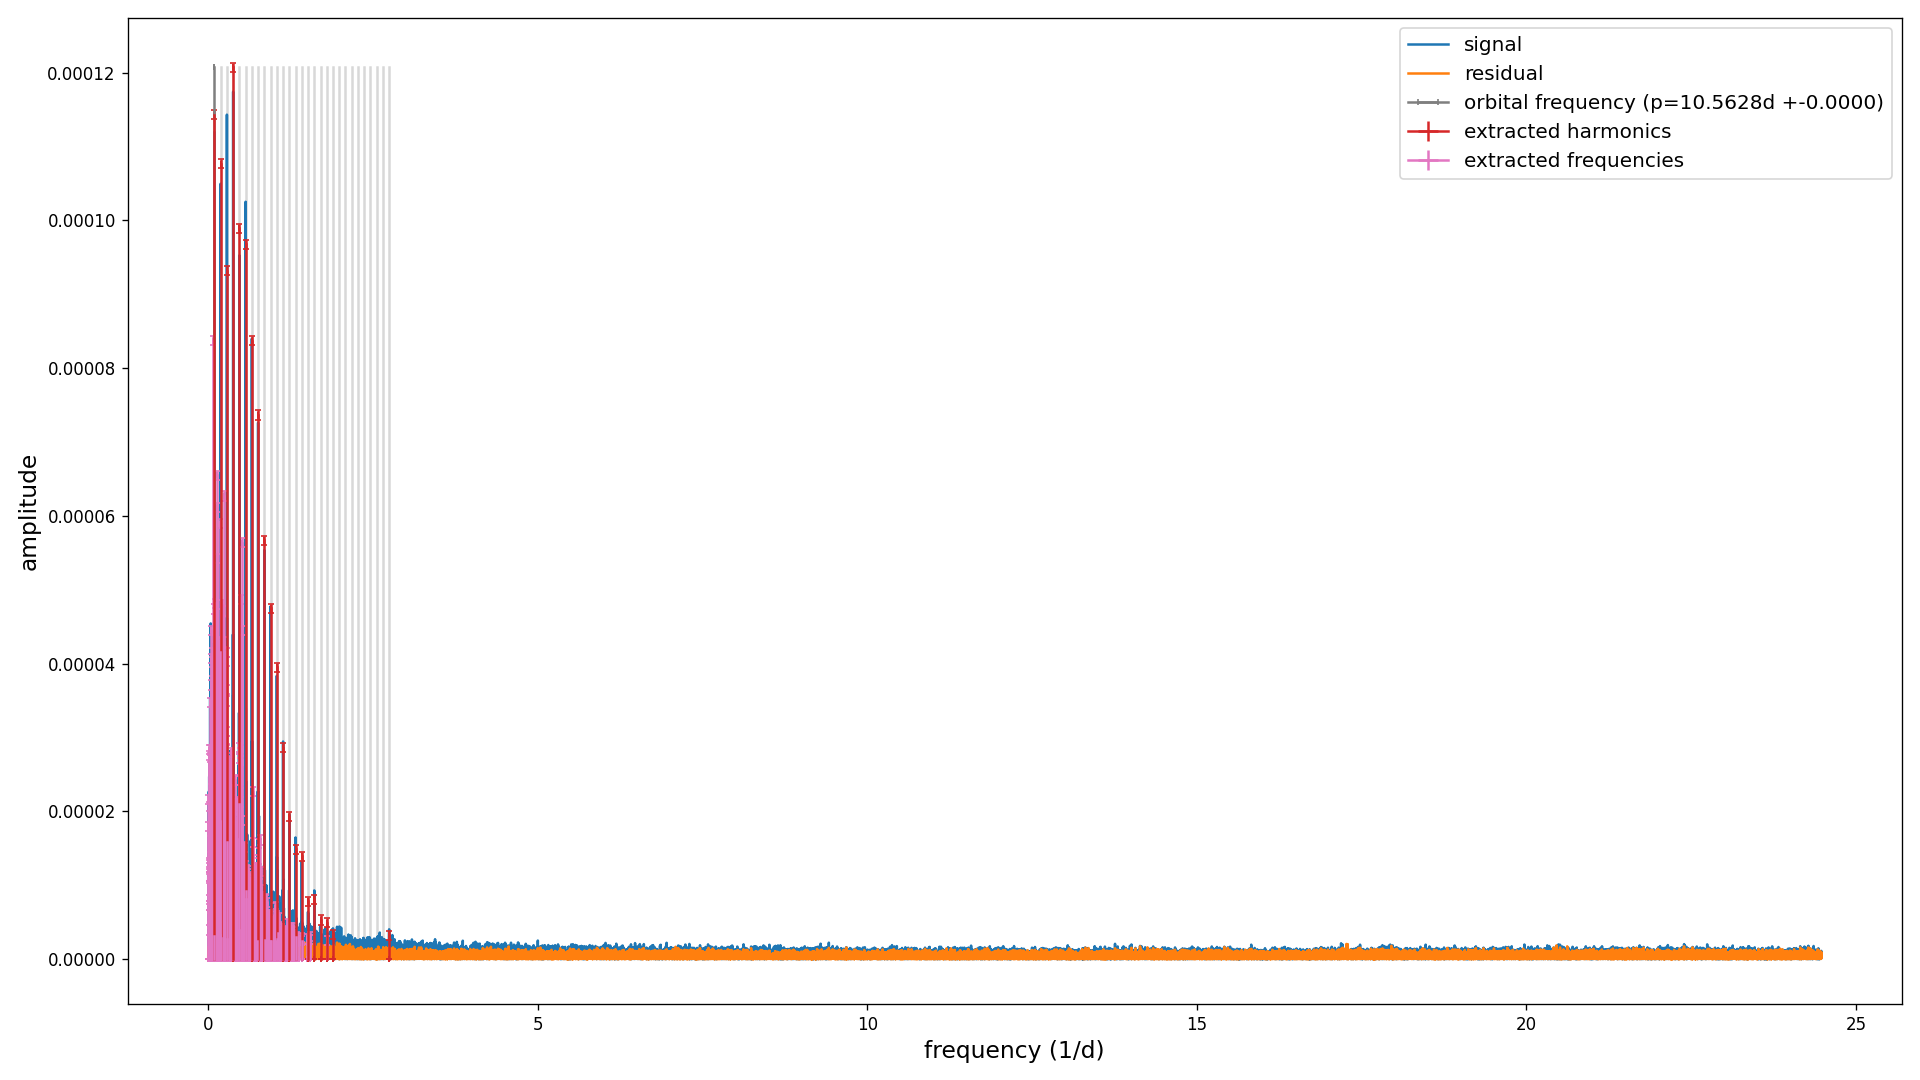 signal
residual
orbital frequency (p=10.5628d +-0.0000)
extracted harmonics
extracted frequencies
amplitude
0.00012
0.00010
0.00008
0.00006
0.00004
0.00002
0.00000
0 5 10 15 20 25
frequency (1/d)